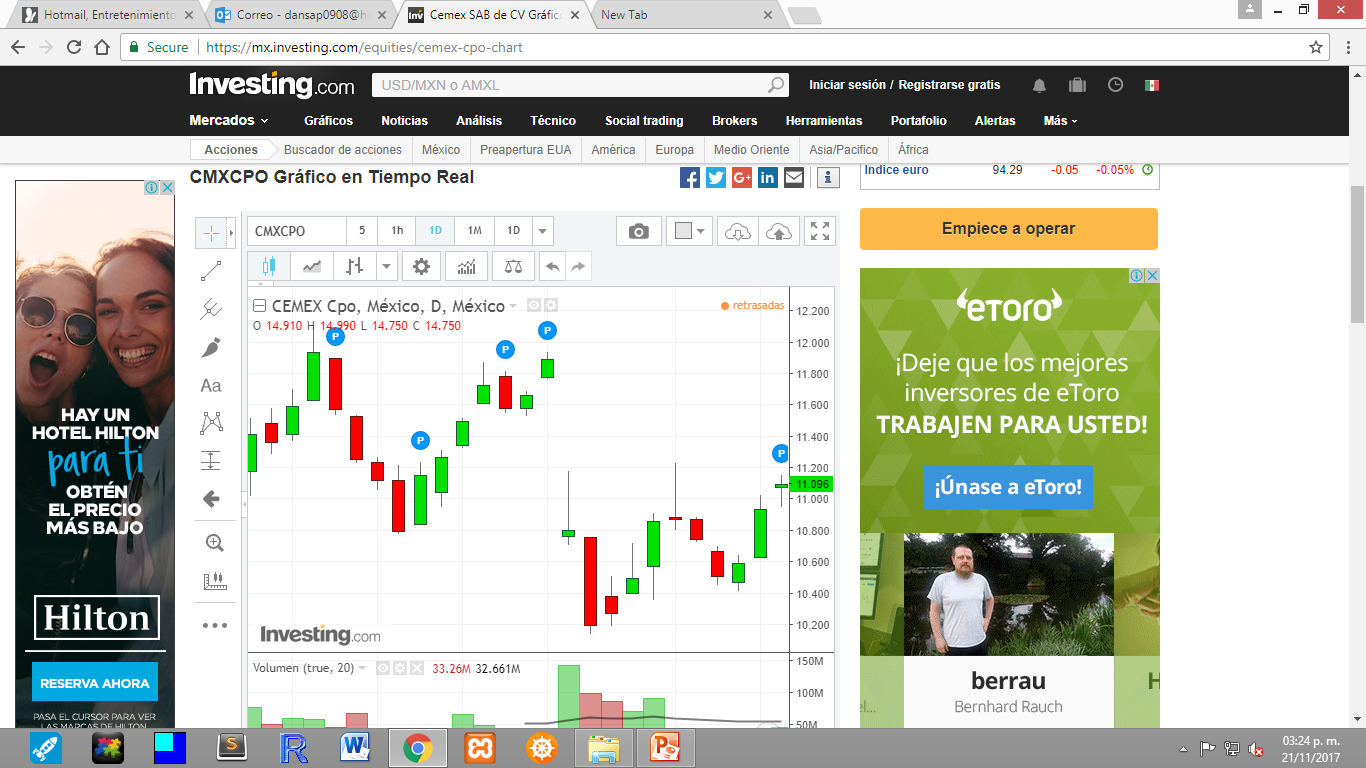 Hotmail, Entretenimiento
Correo - dansap0908@h
Cemex SAB de CV Gráfic
New Tab
Secure
https://mx.investing.com/equities/cemex-cpo-chart
Investing.com
USD/MXN o AMXL
Iniciar sesión / Registrarse gratis
Mercados Gráficos Noticias Análisis Técnico Social trading Brokers Herramientas Portafolio Alertas Más
Acciones Buscador de acciones México Preapertura EUA América Europa Medio Oriente Asia/Pacifico África
CMXCPO Gráfico en Tiempo Real
Índice euro 94.29 -0.05 -0.05%
Empiece a operar
CMXCPO 5 1h 1D 1M 1D
CEMEX Cpo, México, D, México
retrasadas
O 14.910 H 14.990 L 14.750 C 14.750
P
P
P
P
P
12.200
12.000
11.800
11.600
11.400
11.200
11.096
11.000
10.800
10.600
10.400
10.200
Investing.com
Volumen (true, 20) 33.26M 32.661M
150M
100M
50M
Aa
HAY UN
HOTEL HILTON
para ti
OBTÉN
EL PRECIO
MÁS BAJO
Hilton
RESERVA AHORA
PASA EL CURSOR PARA VER
LAS MARCAS DE HILTON
eToro
¡Deje que los mejores
inversores de eToro
TRABAJEN PARA USTED!
¡Únase a eToro!
berrau
Bernhard Rauch
el...
H
03:24 p. m.
21/11/2017